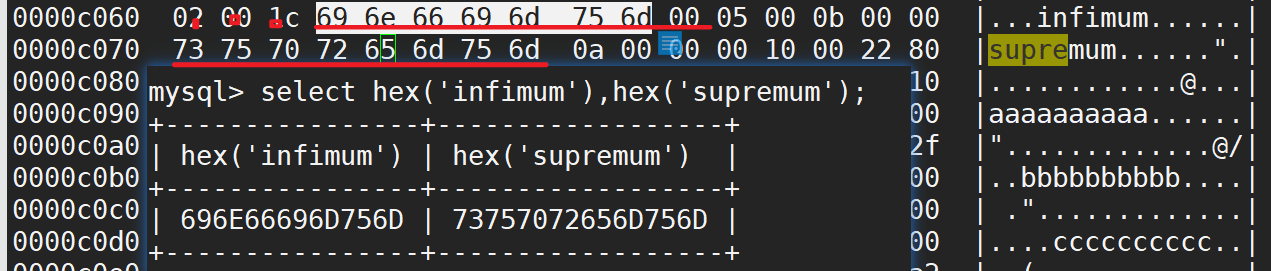 0000c060 02 00 1c 69 6e 66 69 6d 75 6d 00 05 00 0b 00 00 |...infimum......|
0000c070 73 75 70 72 65 6d 75 6d 0a 00 00 00 10 00 22 80 |supremum......".|
0000c080 10 |............@...|
mysql> select hex('infimum'),hex('supremum');
0000c090 00 |aaaaaaaaaa......|
+-----------------+-------------------+
0000c0a0 2f |".............@/|
| hex('infimum') | hex('supremum') |
0000c0b0 00 |..bbbbbbbbbb....|
+-----------------+-------------------+
0000c0c0 00 | .".............|
| 696E66696D756D | 73757072656D756D |
0000c0d0 00 |....cccccccccc..|
+-----------------+-------------------+